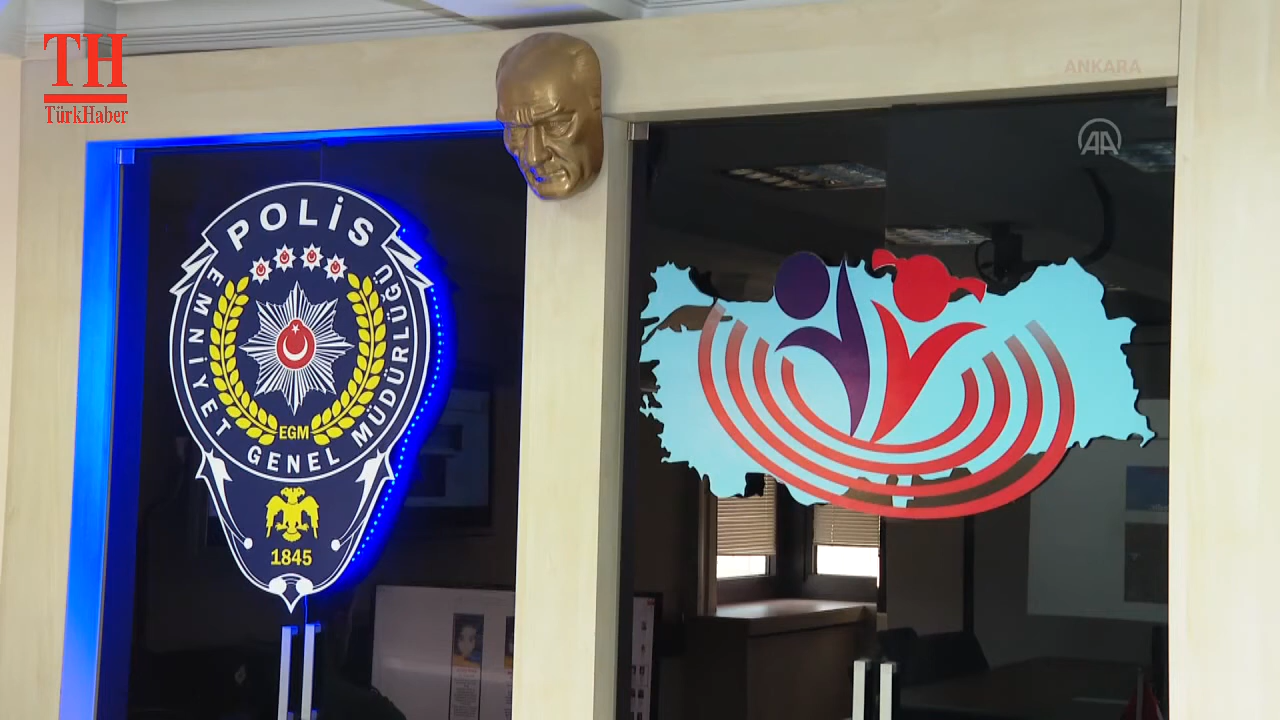 TH
TürkHaber
ANKARA
AA
POLİS
EMNİYET GENEL MÜDÜRLÜĞÜ
EGM
1845